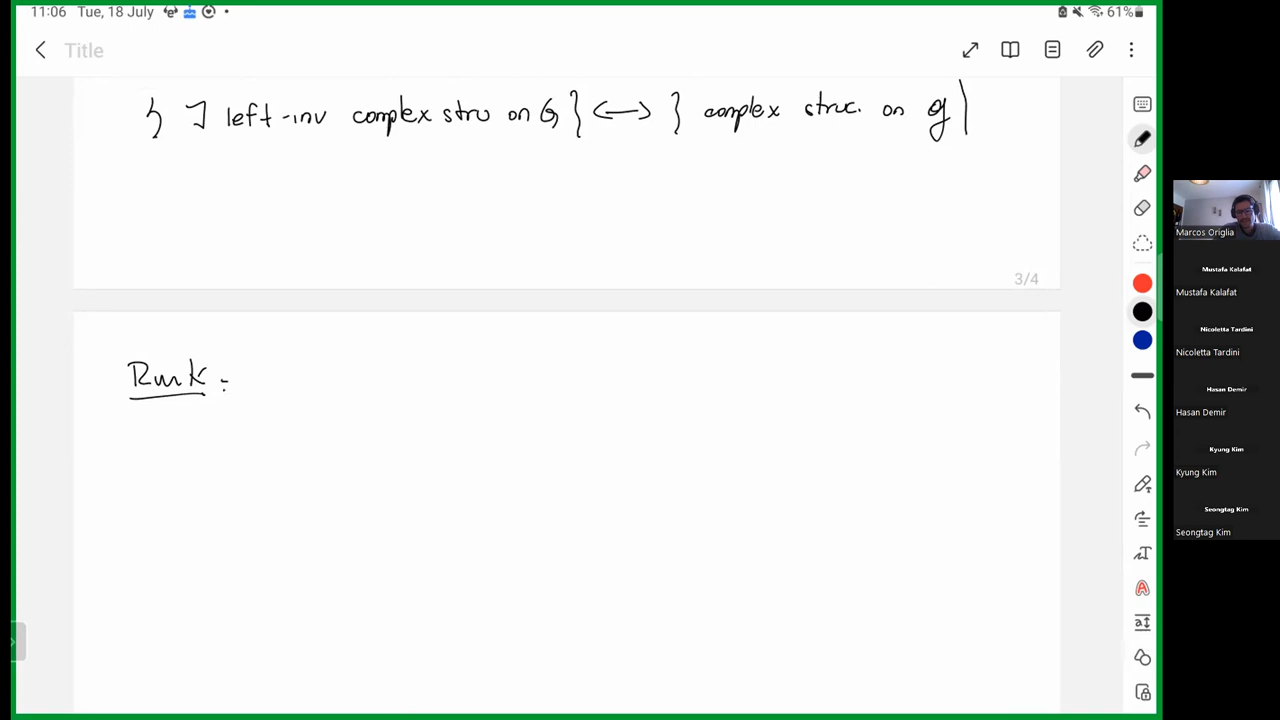 11:06 Tue, 18 July
61%
Title
{ J left-inv complex stru on G } <-> } complex struc. on g }
3/4
Rmk:
Marcos Origlia
Mustafa Kalafat
Mustafa Kalafat
Nicoletta Tardini
Nicoletta Tardini
Hasan Demir
Hasan Demir
Kyung Kim
Kyung Kim
Seongtag Kim
Seongtag Kim